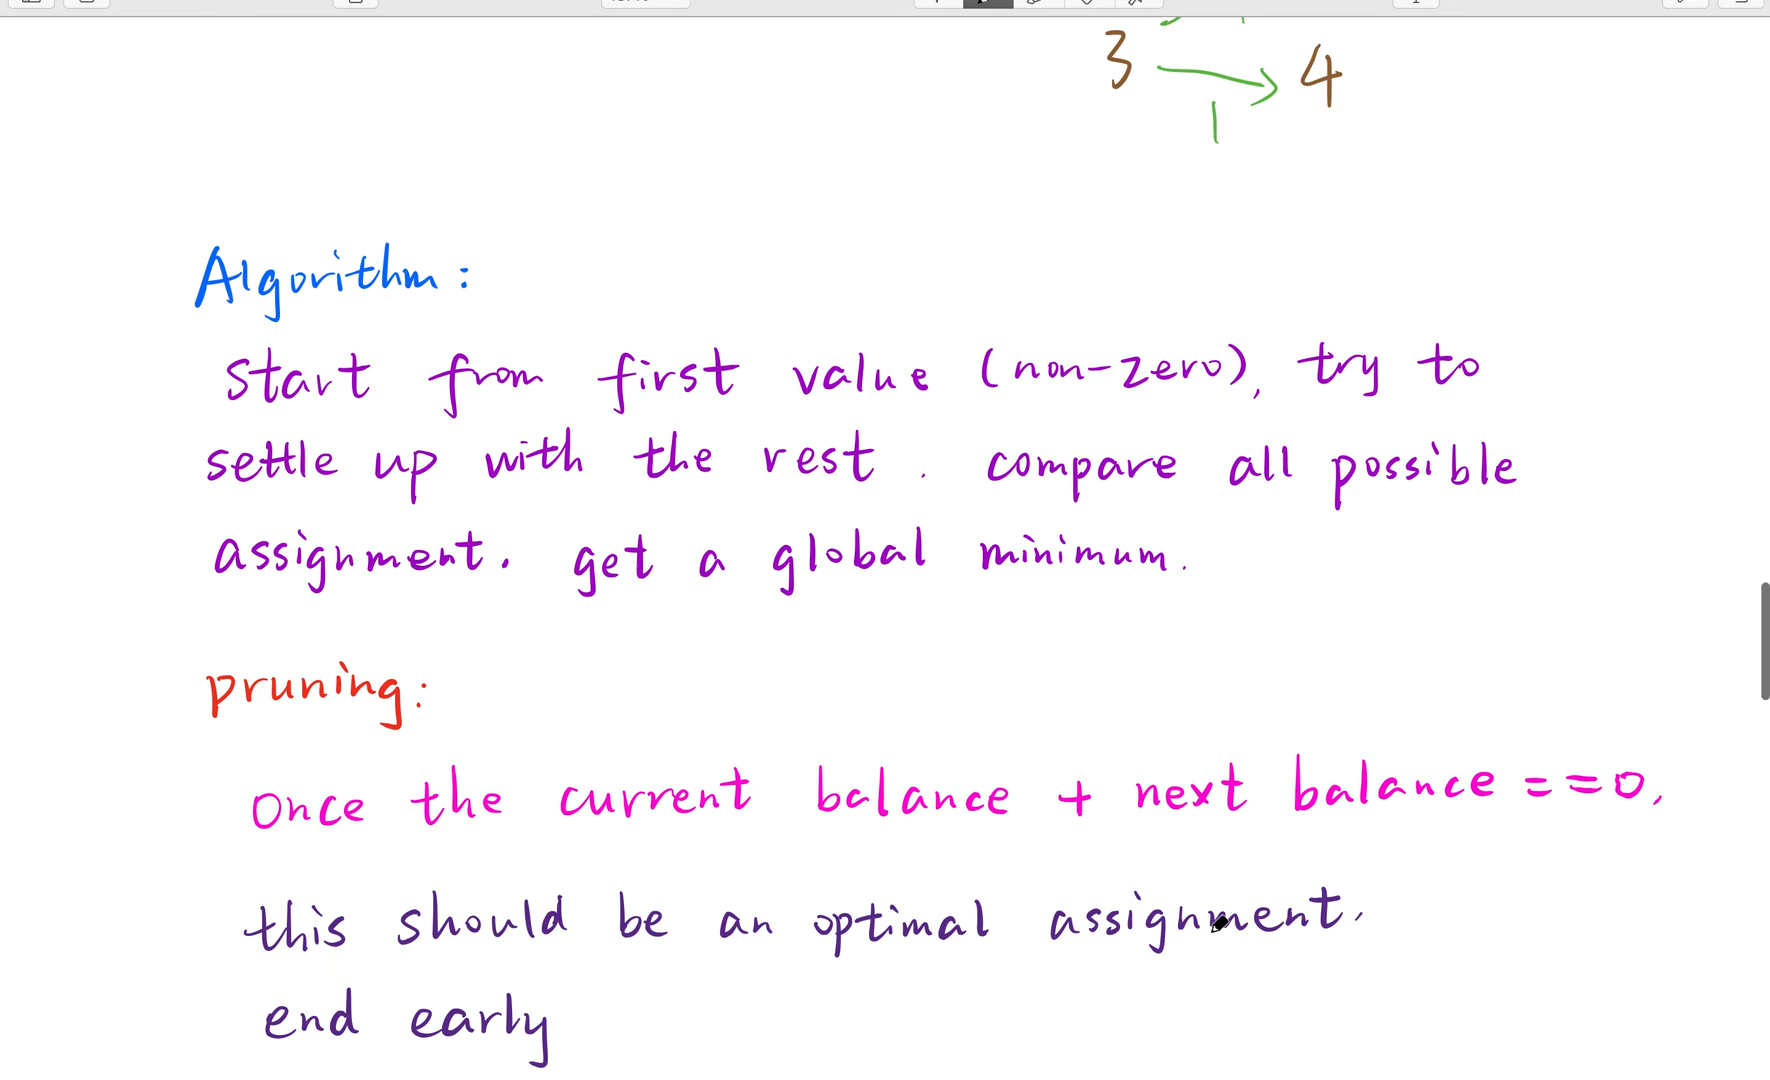 3 4
1
Algorithm:
start from first value (non-zero), try to
settle up with the rest. compare all possible
assignment. get a global minimum.
pruning:
Once the current balance + next balance ==0,
this should be an optimal assignment.
end early